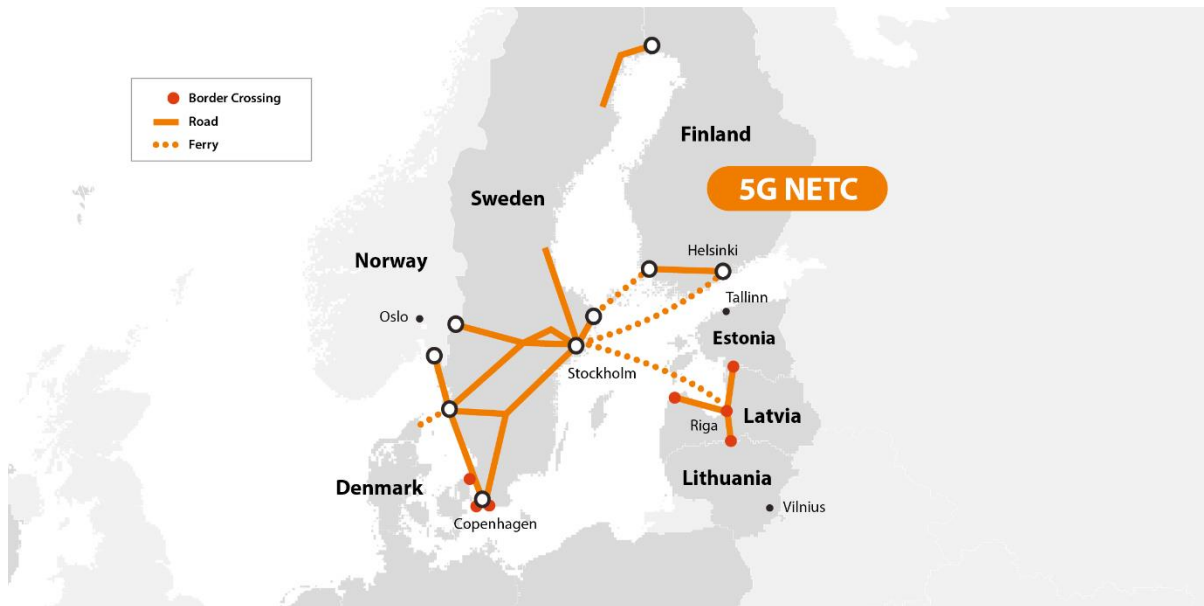 Border Crossing
Road
Ferry
Finland
5G NETC
Sweden
Norway
Helsinki
Tallinn
Oslo
Estonia
Stockholm
Latvia
Riga
Lithuania
Denmark
Vilnius
Copenhagen